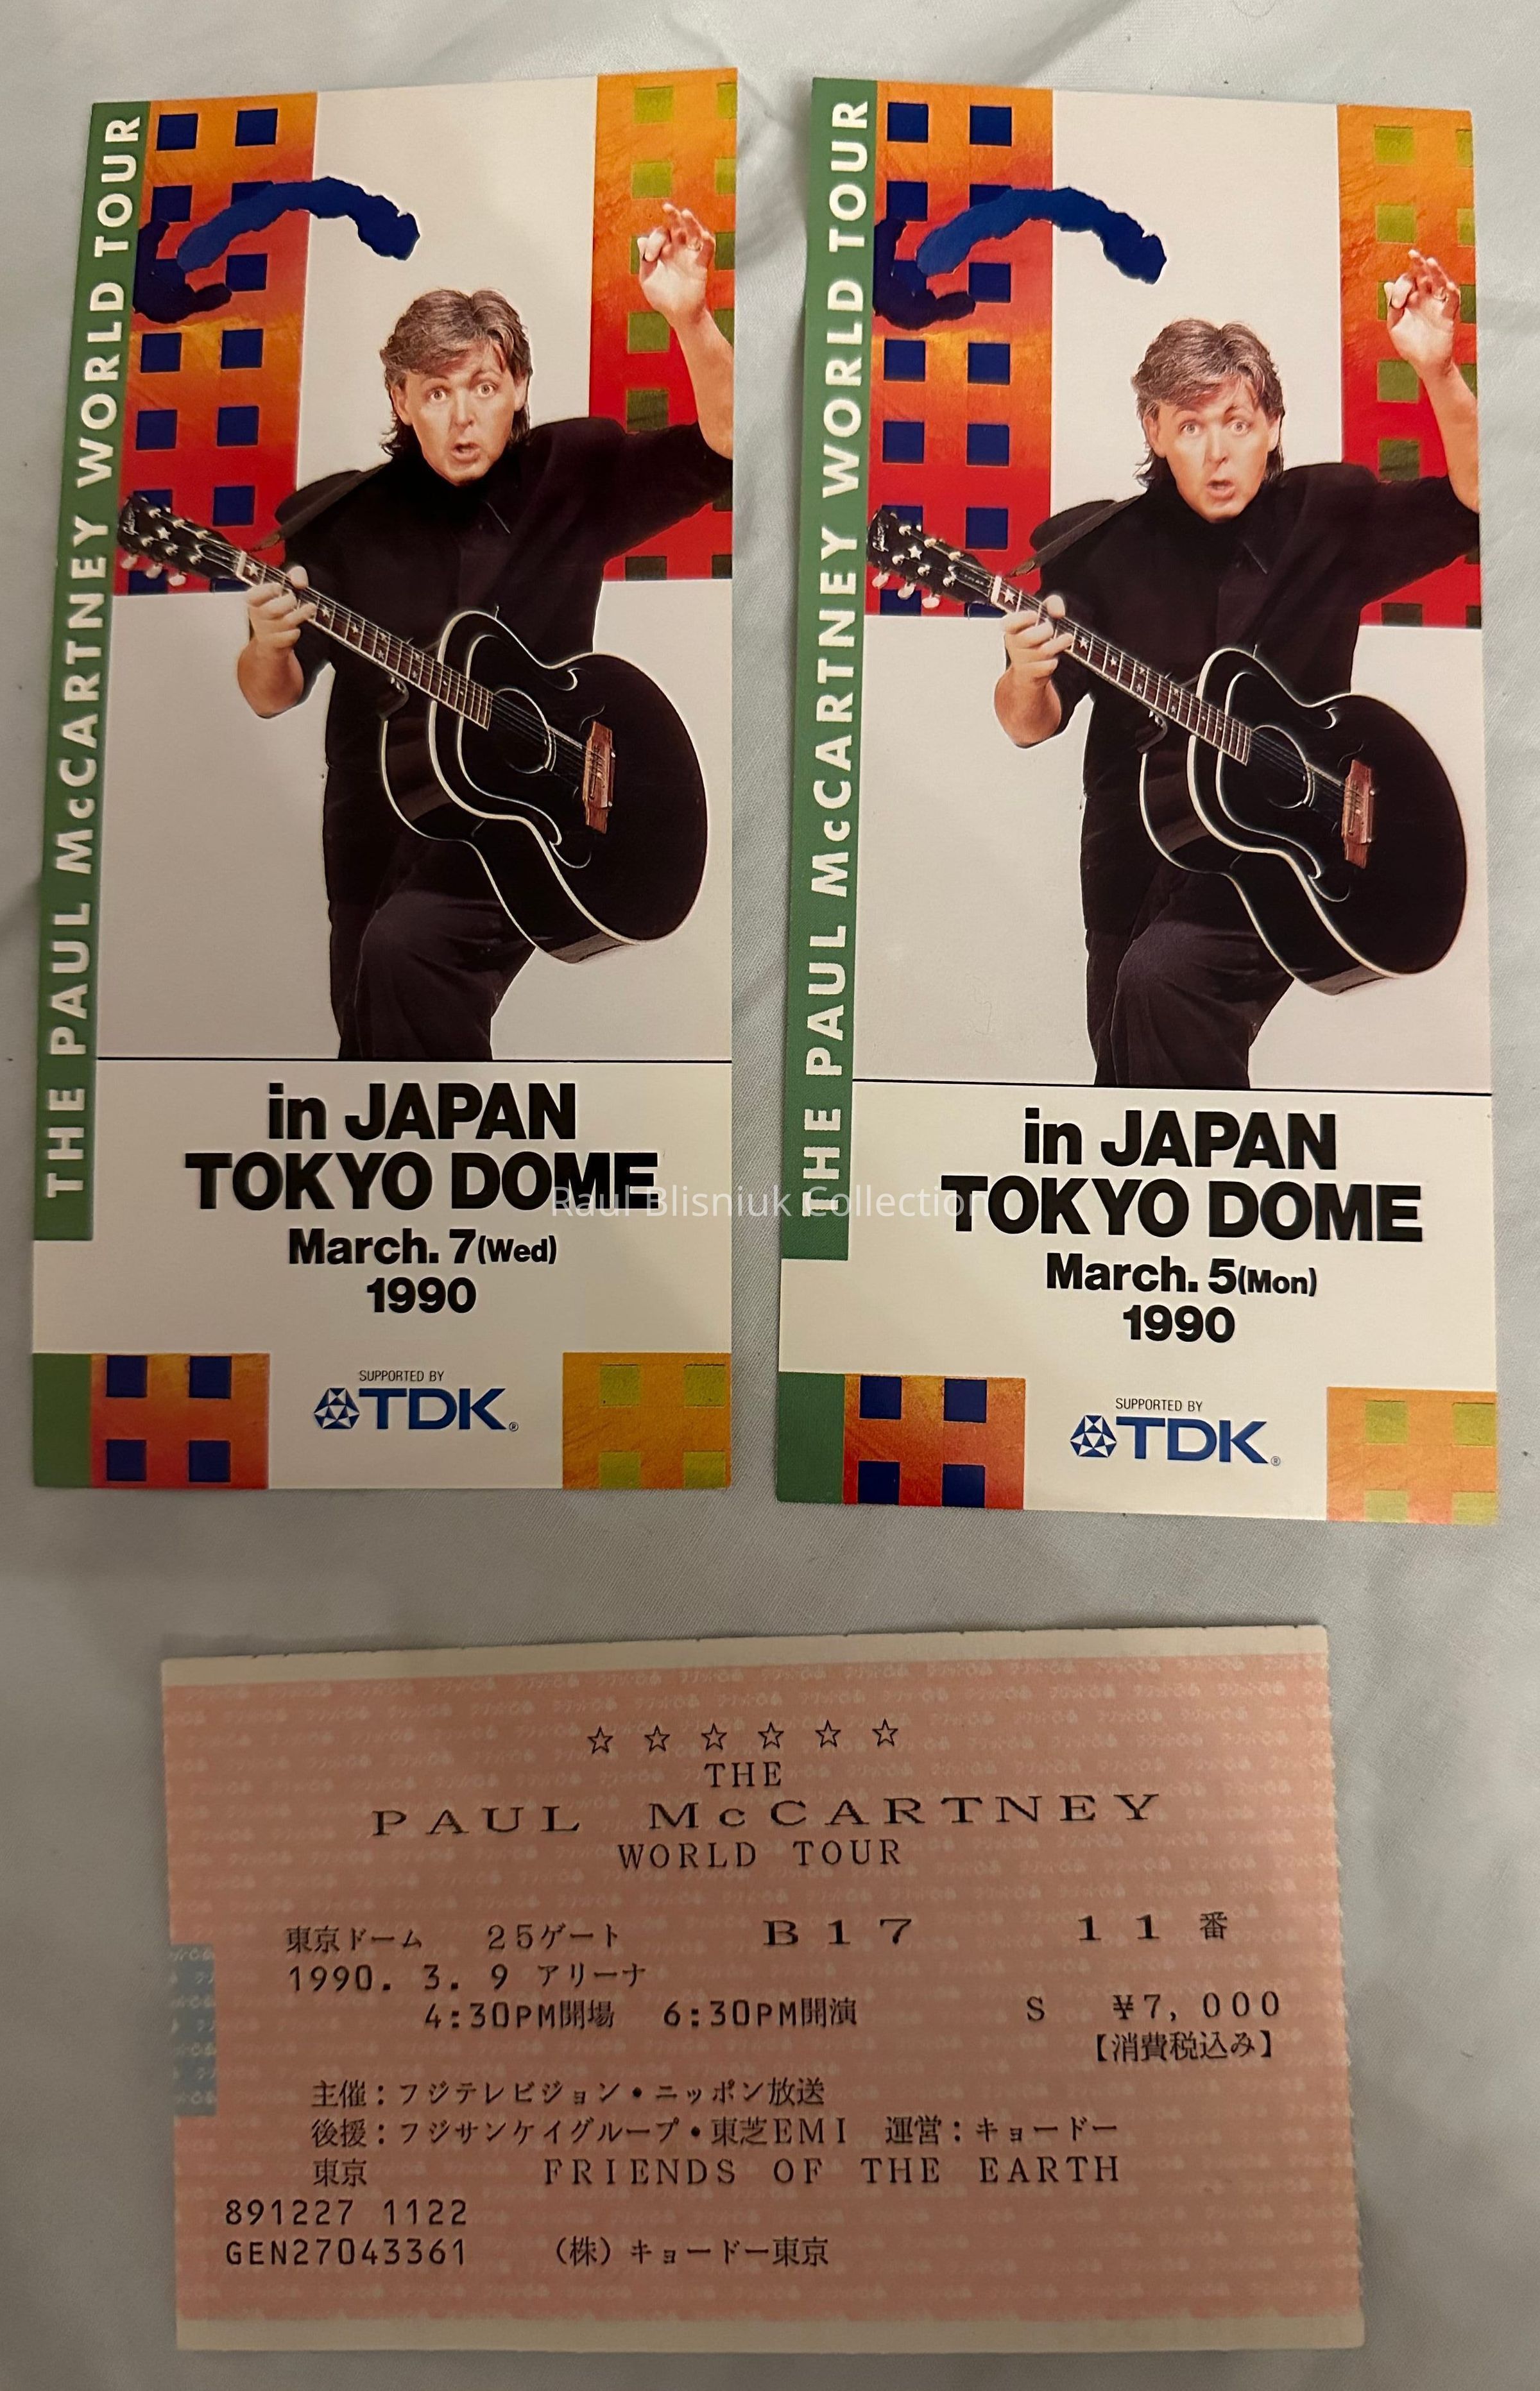 THE PAUL McCARTNEY WORLD TOUR
in JAPAN
TOKYO DOME
March. 7(Wed)
1990
SUPPORTED BY
TDK®
THE PAUL McCARTNEY WORLD TOUR
in JAPAN
TOKYO DOME
March. 5(Mon)
1990
SUPPORTED BY
TDK®
Raul Blisniuk Collection
☆ ☆ ☆ ☆ ☆ ☆
THE
PAUL McCARTNEY
WORLD TOUR
東京ドーム 25ゲート B17 11番
1990. 3. 9 アリーナ
4:30PM開場 6:30PM開演 S ¥7,000
【消費税込み】
主催：フジテレビジョン・ニッポン放送
後援：フジサンケイグループ・東芝EMI 運営：キョードー
東京 FRIENDS OF THE EARTH
891227 1122
GEN27043361 （株）キョードー東京